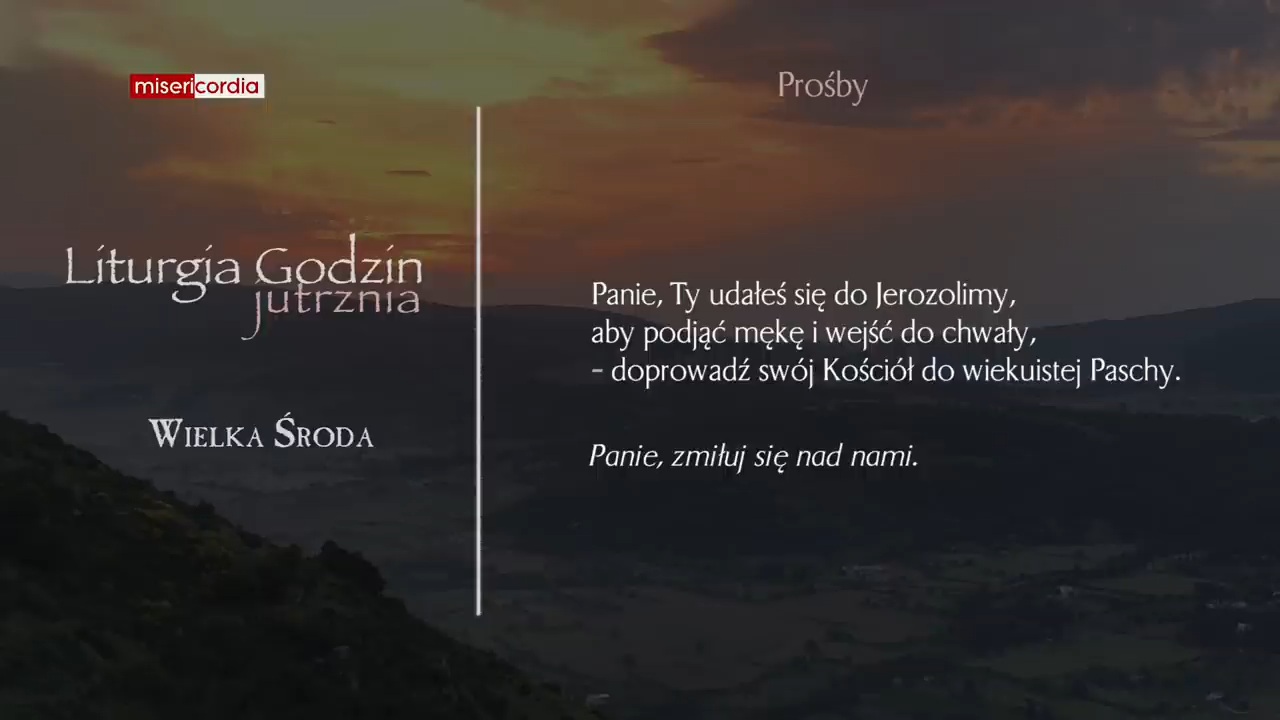 misericordia
Prośby
Liturgia Godzin
jutrznia
Wielka Środa
Panie, Ty udałeś się do Jerozolimy,
aby podjąć mękę i wejść do chwały,
- doprowadź swój Kościół do wiekuistej Paschy.
Panie, zmiłuj się nad nami.